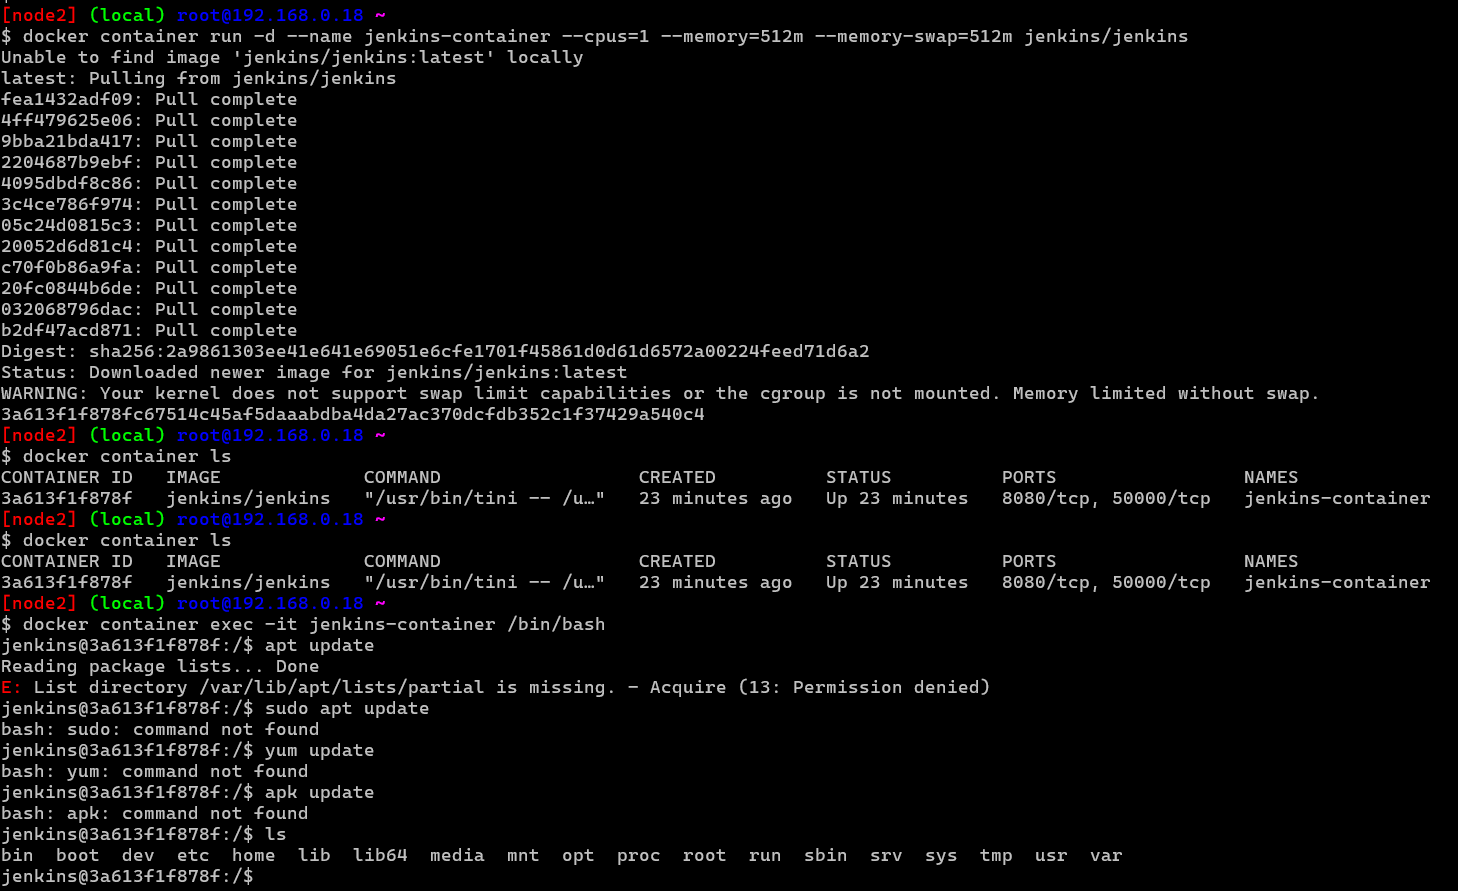 [node2] (local) root@192.168.0.18 ~
$ docker container run -d --name jenkins-container --cpus=1 --memory=512m --memory-swap=512m jenkins/jenkins
Unable to find image 'jenkins/jenkins:latest' locally
latest: Pulling from jenkins/jenkins
fea1432adf09: Pull complete
4ff479625e06: Pull complete
9bba21bda417: Pull complete
2204687b9ebf: Pull complete
4095dbdf8c86: Pull complete
3c4ce786f974: Pull complete
05c24d0815c3: Pull complete
20052d6d81c4: Pull complete
c70f0b86a9fa: Pull complete
20fc0844b6de: Pull complete
032068796dac: Pull complete
b2df47acd871: Pull complete
Digest: sha256:2a9861303ee41e641e69051e6cfe1701f45861d0d61d6572a00224feed71d6a2
Status: Downloaded newer image for jenkins/jenkins:latest
WARNING: Your kernel does not support swap limit capabilities or the cgroup is not mounted. Memory limited without swap.
3a613f1f878fc67514c45af5daaabdba4da27ac370dcfdb352c1f37429a540c4
[node2] (local) root@192.168.0.18 ~
$ docker container ls
CONTAINER ID   IMAGE             COMMAND                  CREATED          STATUS          PORTS                 NAMES
3a613f1f878f   jenkins/jenkins   "/usr/bin/tini -- /u…"   23 minutes ago   Up 23 minutes   8080/tcp, 50000/tcp   jenkins-container
[node2] (local) root@192.168.0.18 ~
$ docker container ls
CONTAINER ID   IMAGE             COMMAND                  CREATED          STATUS          PORTS                 NAMES
3a613f1f878f   jenkins/jenkins   "/usr/bin/tini -- /u…"   23 minutes ago   Up 23 minutes   8080/tcp, 50000/tcp   jenkins-container
[node2] (local) root@192.168.0.18 ~
$ docker container exec -it jenkins-container /bin/bash
jenkins@3a613f1f878f:/$ apt update
Reading package lists... Done
E: List directory /var/lib/apt/lists/partial is missing. - Acquire (13: Permission denied)
jenkins@3a613f1f878f:/$ sudo apt update
bash: sudo: command not found
jenkins@3a613f1f878f:/$ yum update
bash: yum: command not found
jenkins@3a613f1f878f:/$ apk update
bash: apk: command not found
jenkins@3a613f1f878f:/$ ls
bin  boot  dev  etc  home  lib  lib64  media  mnt  opt  proc  root  run  sbin  srv  sys  tmp  usr  var
jenkins@3a613f1f878f:/$